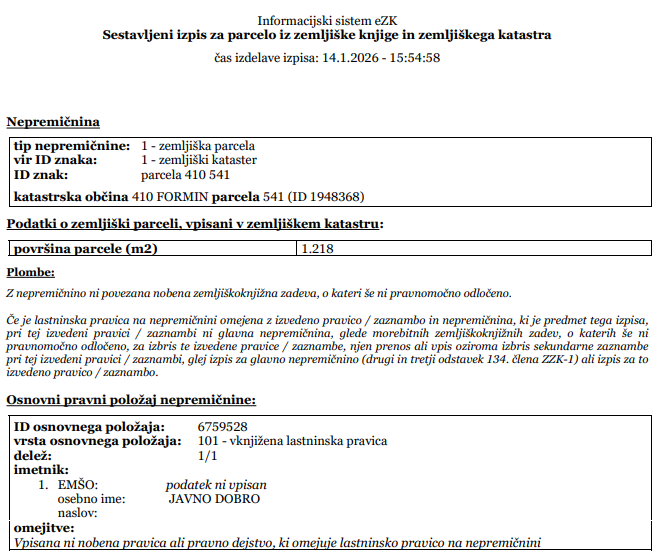 Informacijski sistem eZK
Sestavljeni izpis za parcelo iz zemljiške knjige in zemljiškega katastra
čas izdelave izpisa: 14.1.2026 - 15:54:58
Nepremičnina
tip nepremičnine: 1 - zemljiška parcela
vir ID znaka: 1 - zemljiški kataster
ID znak: parcela 410 541
katastrska občina 410 FORMIN parcela 541 (ID 1948368)
Podatki o zemljiški parceli, vpisani v zemljiškem katastru:
površina parcele (m2) 1.218
Plombe:
Z nepremičnino ni povezana nobena zemljiškoknjižna zadeva, o kateri še ni pravnomočno odločeno.
Če je lastninska pravica na nepremičnini omejena z izvedeno pravico / zaznambo in nepremičnina, ki je predmet tega izpisa,
pri tej izvedeni pravici / zaznambi ni glavna nepremičnina, glede morebitnih zemljiškoknjižnih zadev, o katerih še ni
pravnomočno odločeno, za izbris te izvedene pravice / zaznambe, njen prenos ali vpis oziroma izbris sekundarne zaznambe
pri tej izvedeni pravici / zaznambi, glej izpis za glavno nepremičnino (drugi in tretji odstavek 134. člena ZZK-1) ali izpis za to
izvedeno pravico / zaznambo.
Osnovni pravni položaj nepremičnine:
ID osnovnega položaja: 6759528
vrsta osnovnega položaja: 101 - vknjižena lastninska pravica
delež: 1/1
imetnik:
1. EMŠO: podatek ni vpisan
osebno ime: JAVNO DOBRO
naslov:
omejitve:
Vpisana ni nobena pravica ali pravno dejstvo, ki omejuje lastninsko pravico na nepremičnini